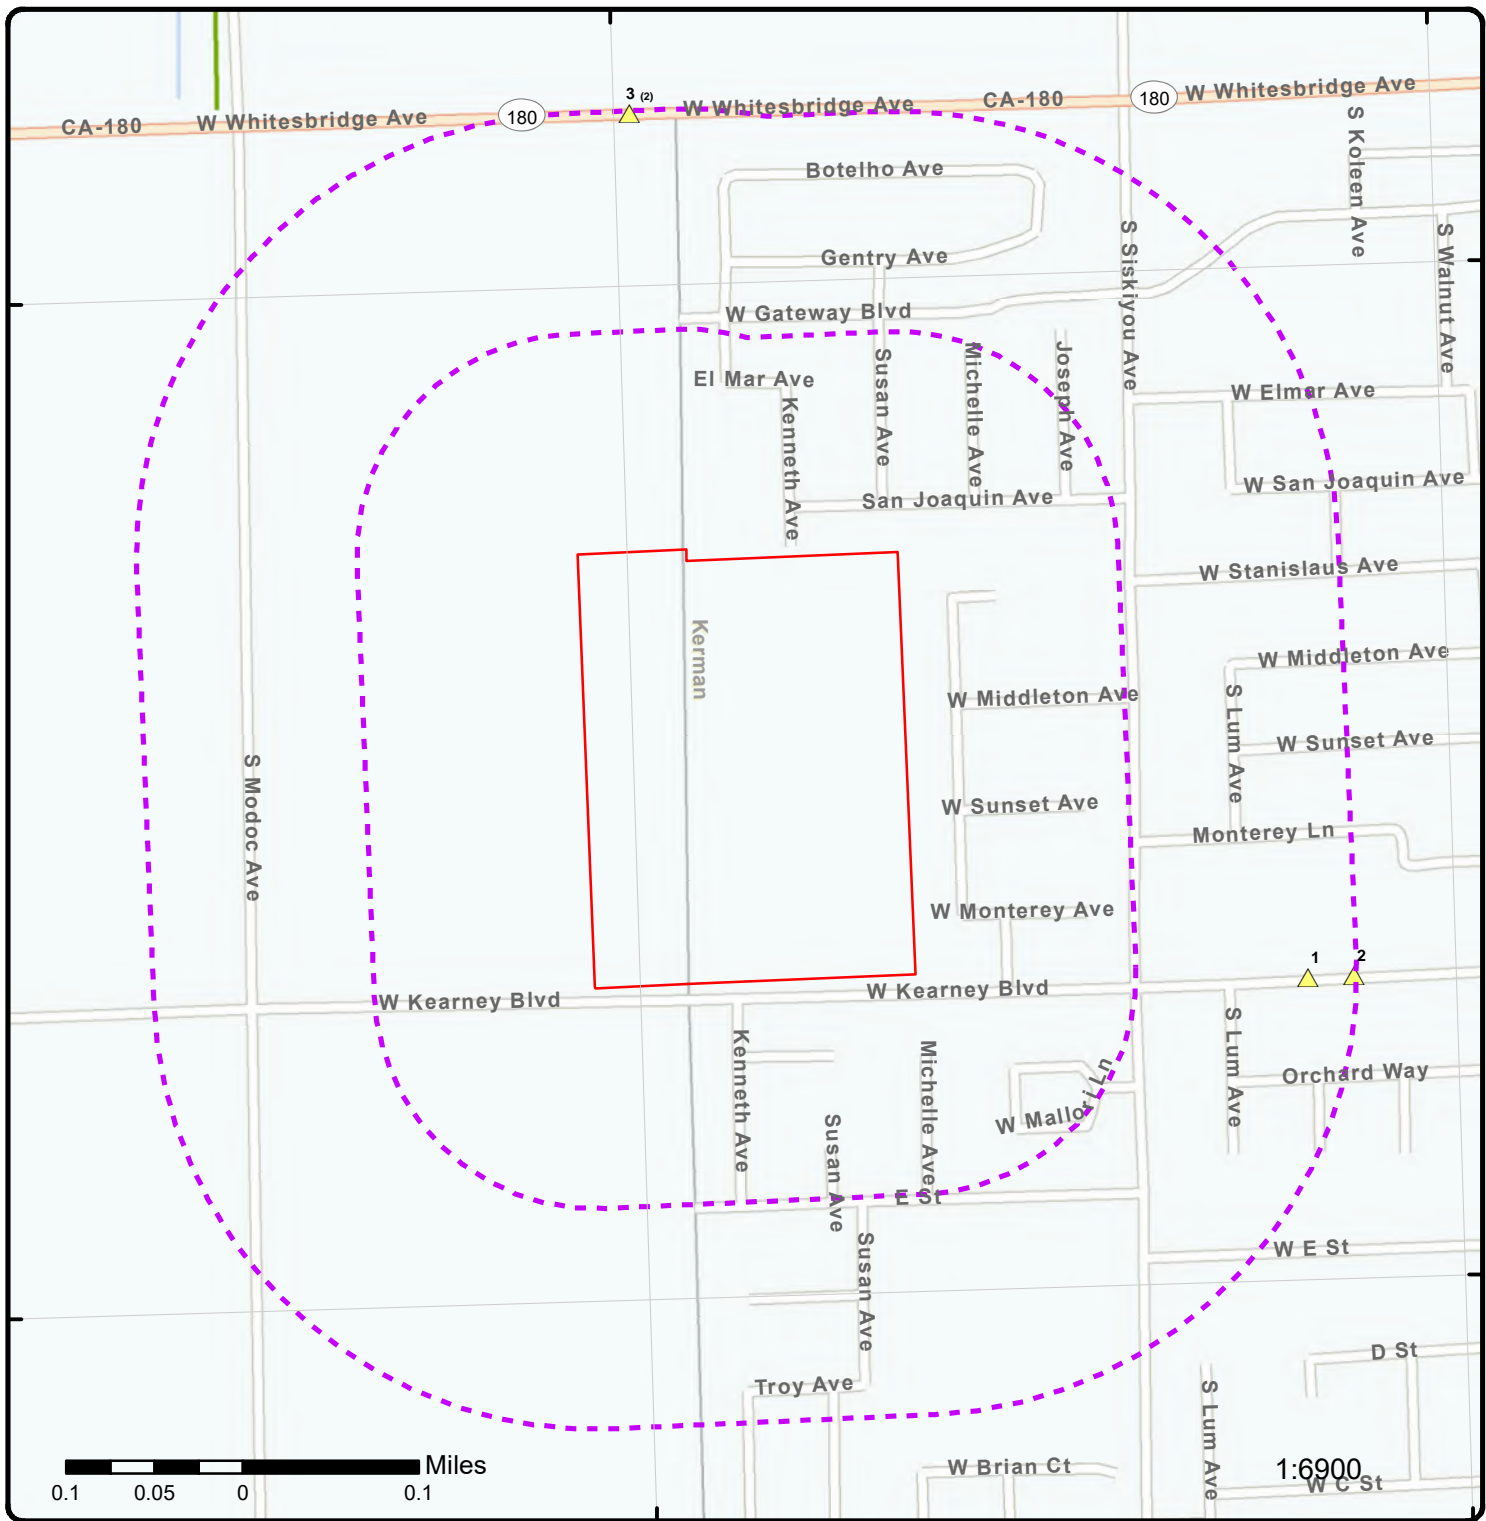 3 (2)
W Whitesbridge Ave
CA-180
180
W Whitesbridge Ave
CA-180
W Whitesbridge Ave
180
W Whitesbridge Ave
S Koleen Ave
Botelho Ave
Gentry Ave
S Siskiyou Ave
S Walnut Ave
W Gateway Blvd
El Mar Ave
Kenneth Ave
Susan Ave
Michelle Ave
Joseph Ave
W Elmar Ave
San Joaquin Ave
W San Joaquin Ave
W Stanislaus Ave
Kerman
W Middleton Ave
W Middleton Ave
S Lum Ave
W Sunset Ave
W Sunset Ave
Monterey Ln
S Modoc Ave
W Monterey Ave
1
2
W Kearney Blvd
W Kearney Blvd
Kenneth Ave
Michelle Ave
W Mallori Ln
S Lum Ave
Orchard Way
Susan Ave
E St
Susan Ave
W E St
Troy Ave
D St
S Lum Ave
W Brian Ct
W C St
1:6900
Miles
0.1 0.05 0 0.1